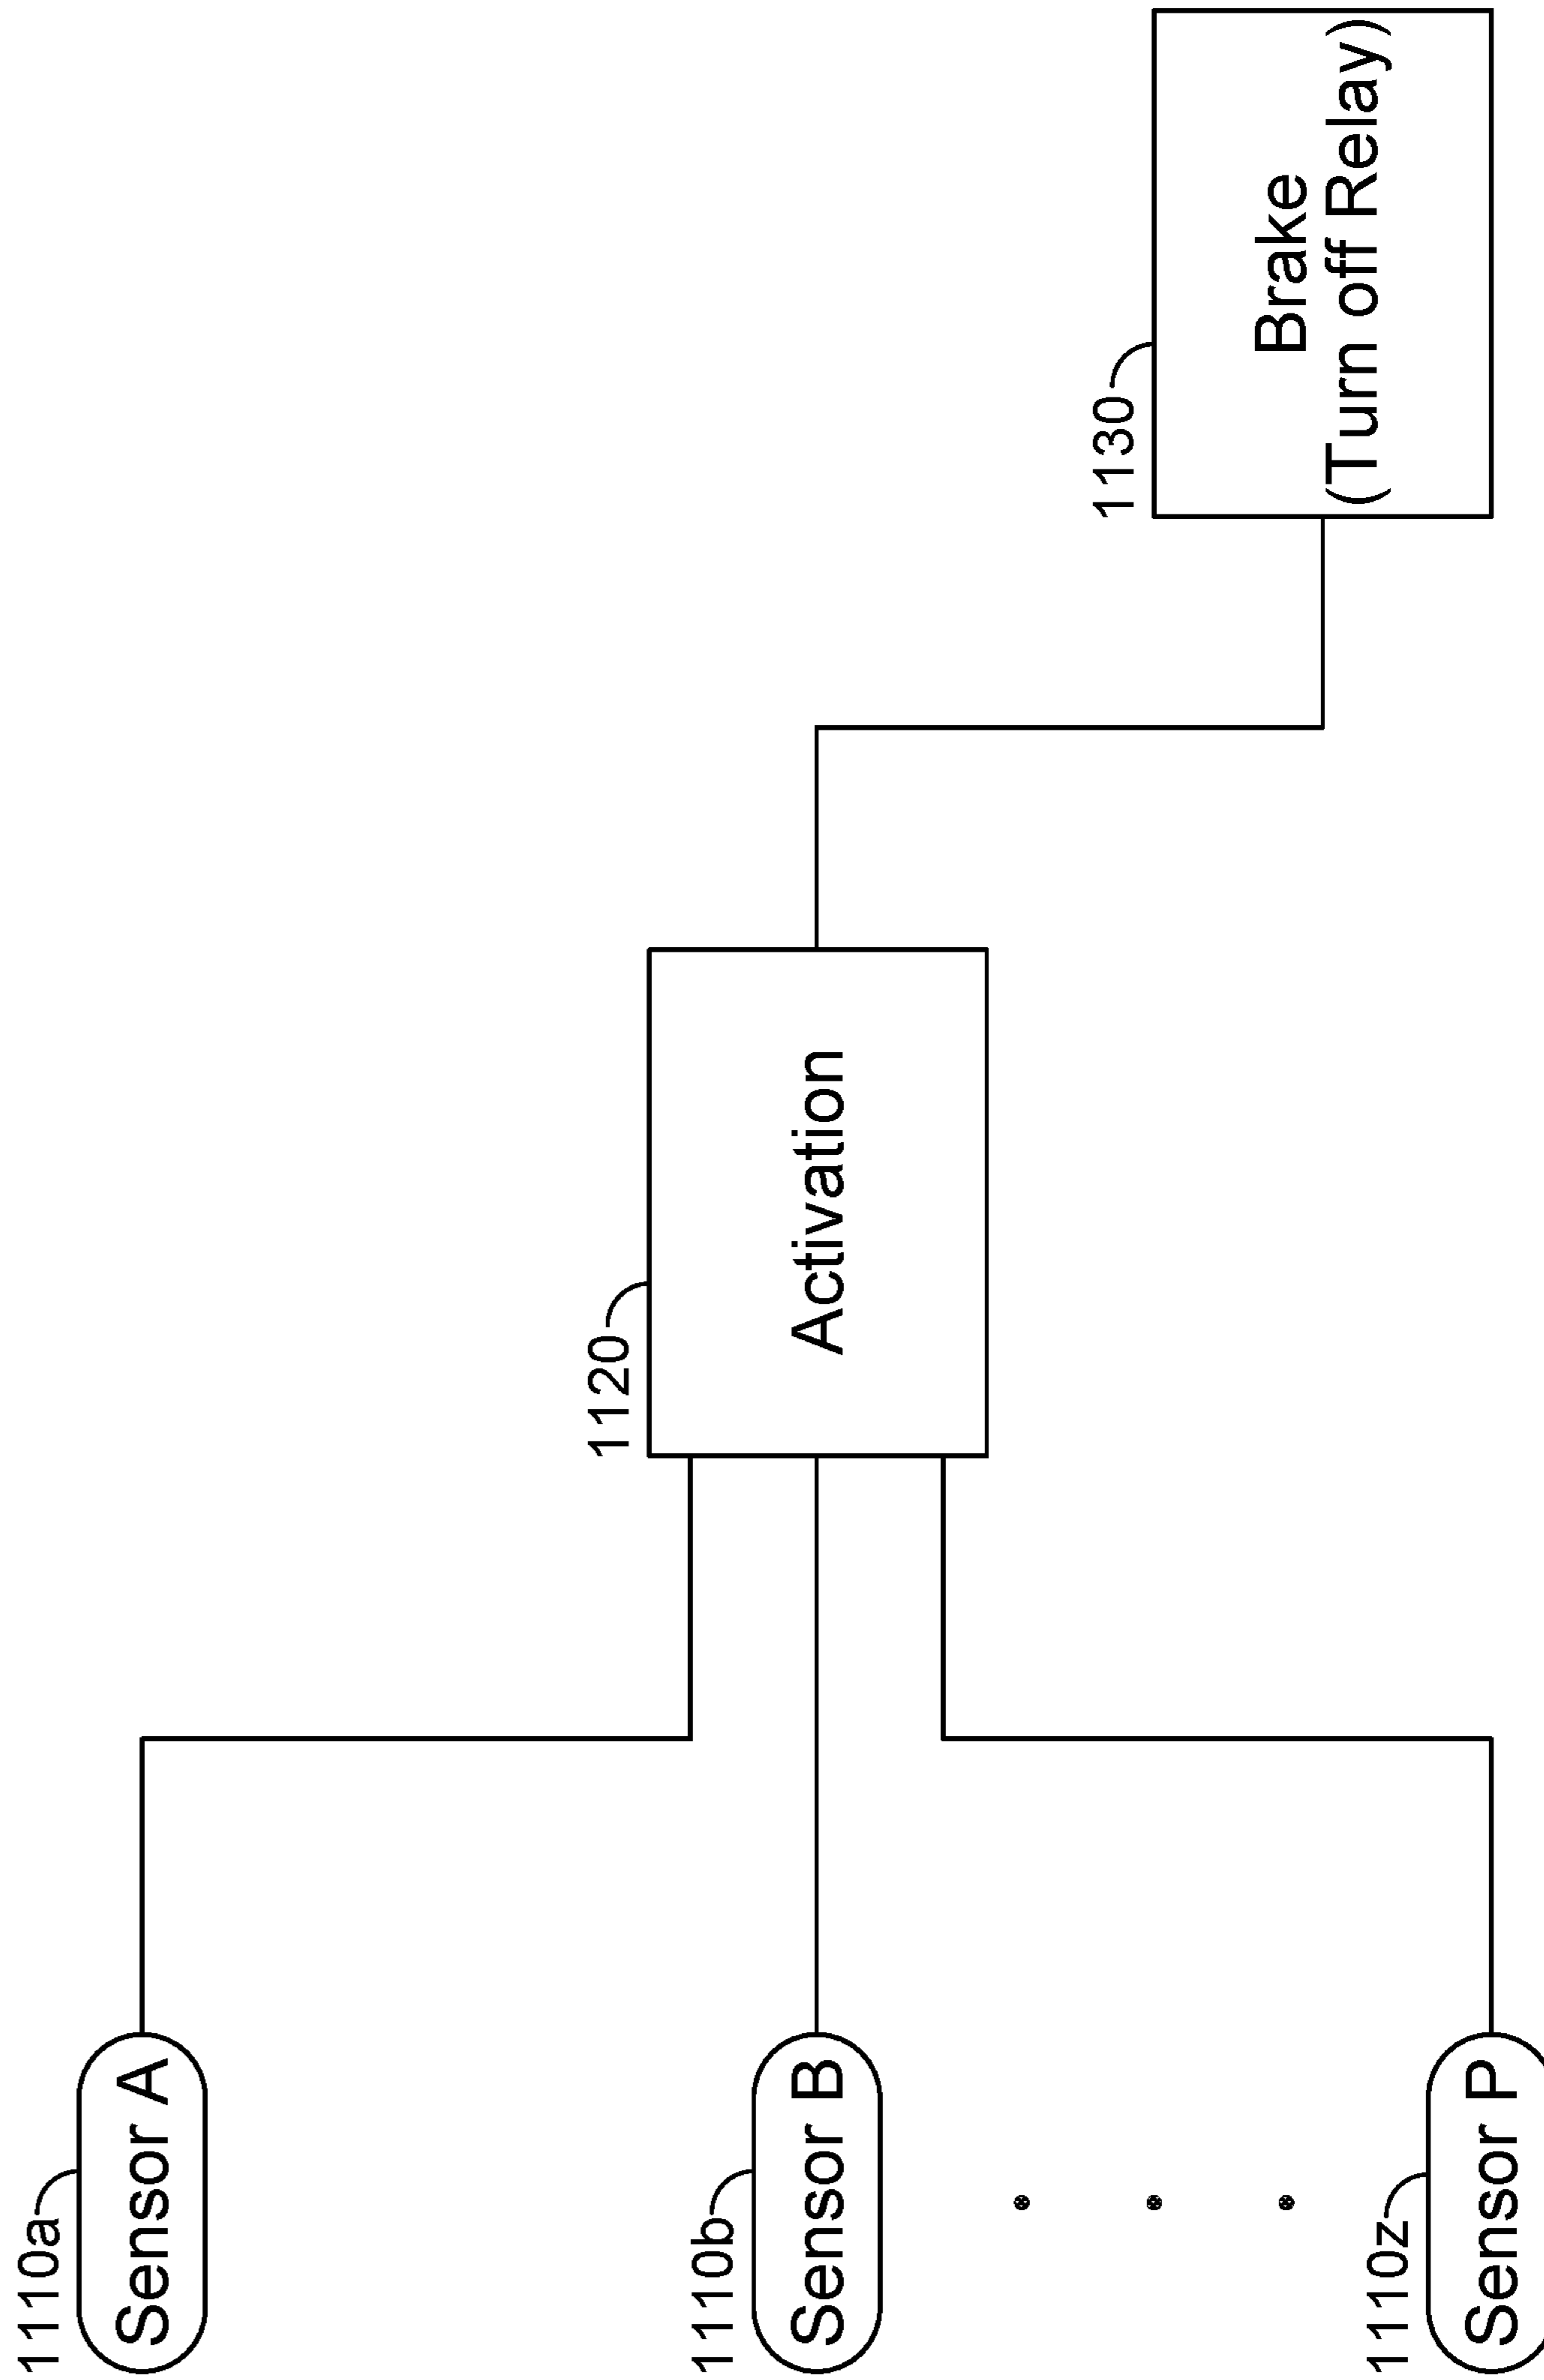 1110a
Sensor A
1110b
Sensor B
1110z
Sensor P
1120
Activation
1130
Brake
(Turn off Relay)